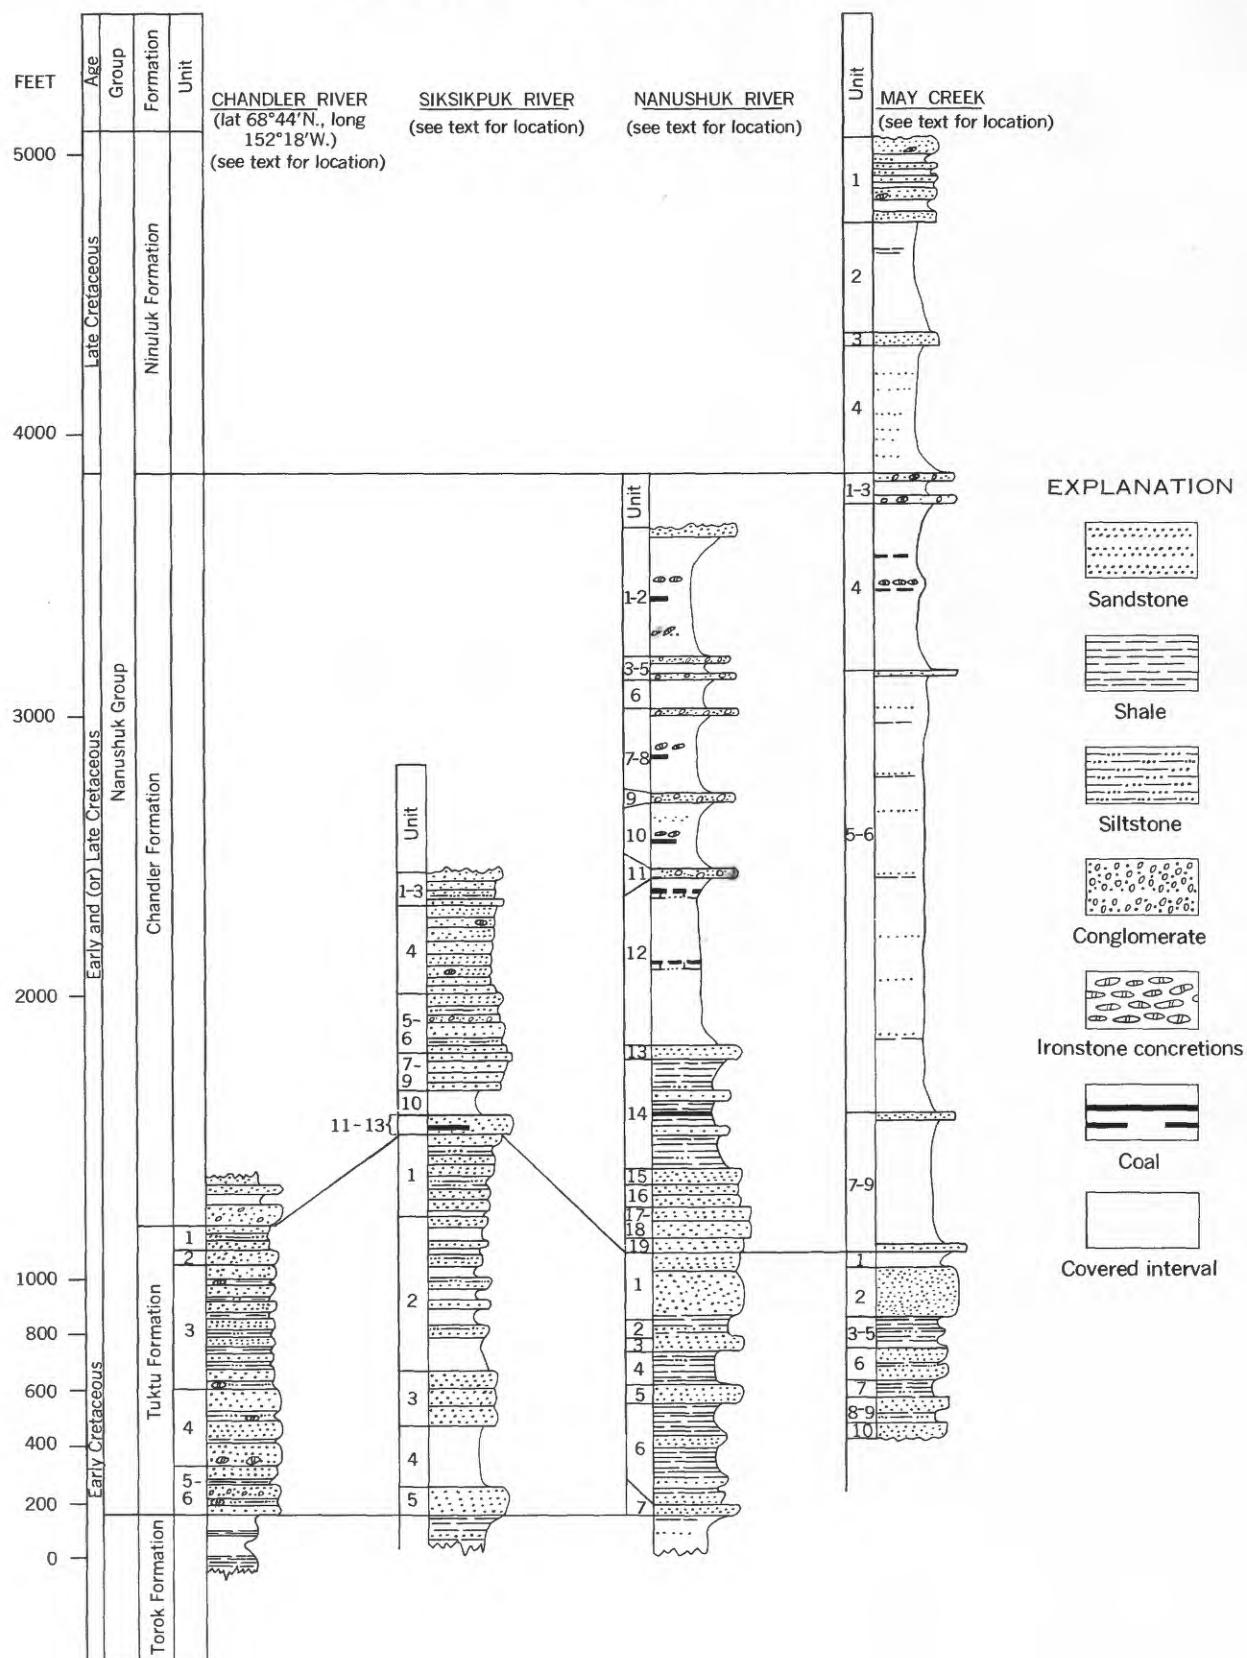 FEET
Age
Group
Formation
Unit
CHANDLER RIVER
(lat 68°44'N., long
152°18'W.)
(see text for location)
SIKSIKPUK RIVER
(see text for location)
NANUSHUK RIVER
(see text for location)
Unit
MAY CREEK
(see text for location)
5000
4000
3000
2000
1000
800
600
400
200
0
Late Cretaceous
Early and (or) Late Cretaceous
Early Cretaceous
Nanushuk Group
Ninuluk Formation
Chandler Formation
Tuktu Formation
Torok Formation
1
2
3
4
5-
6
Unit
1-3
4
5-
6
7-
9
10
11-13
1
2
3
4
5
Unit
1-2
3-5
6
7-8
9
10
11
12
13
14
15
16
17-
18
19
1
2
3
4
5
6
7
1
2
3
4
1-3
4
5-6
7-9
1
2
3-5
6
7
8-9
10
EXPLANATION
Sandstone
Shale
Siltstone
Conglomerate
Ironstone concretions
Coal
Covered interval